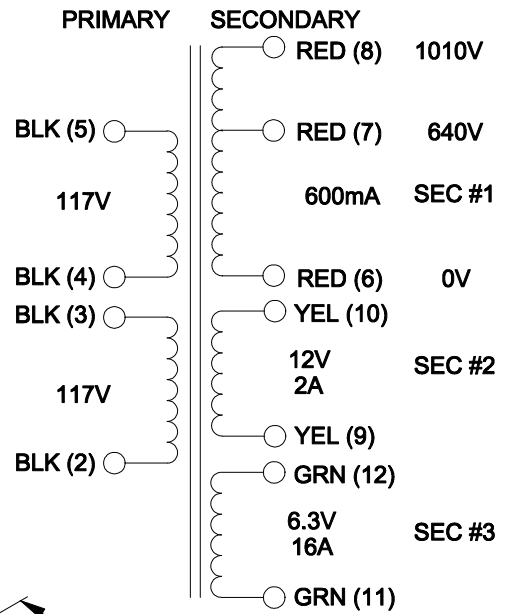 PRIMARY SECONDARY
RED (8) 1010V
BLK (5) RED (7) 640V
117V 600mA SEC #1
BLK (4) RED (6) 0V
BLK (3) YEL (10)
12V SEC #2
2A
117V
BLK (2) YEL (9)
GRN (12)
6.3V SEC #3
16A
GRN (11)